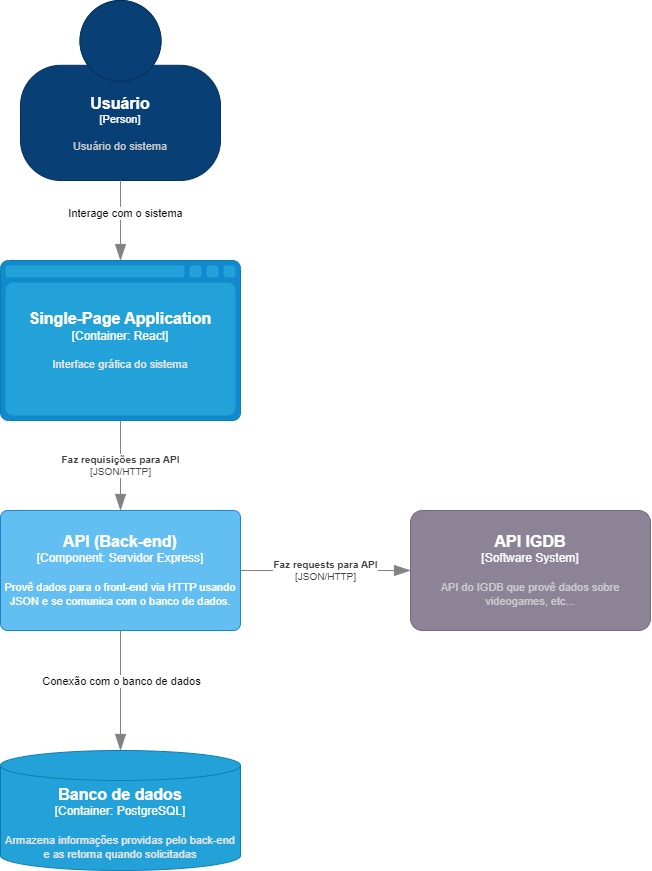 Usuário
[Person]
Usuário do sistema
Interage com o sistema
Single-Page Application
[Container: React]
Interface gráfica do sistema
Faz requisições para API
[JSON/HTTP]
API (Back-end)
[Component: Servidor Express]
Provê dados para o front-end via HTTP usando
JSON e se comunica com o banco de dados.
Faz requests para API
[JSON/HTTP]
API IGDB
[Software System]
API do IGDB que provê dados sobre
videogames, etc...
Conexão com o banco de dados
Banco de dados
[Container: PostgreSQL]
Armazena informações providas pelo back-end
e as retorna quando solicitadas